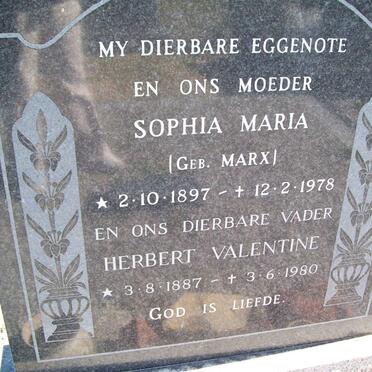 MY DIERBARE EGGENOTE
EN ONS MOEDER
SOPHIA MARIA
(GEB. MARX)
★ 2·10·1897 - + 12·2·1978
EN ONS DIERBARE VADER
HERBERT VALENTINE
★ 3·8·1887 - + 3·6·1980
GOD IS LIEFDE.